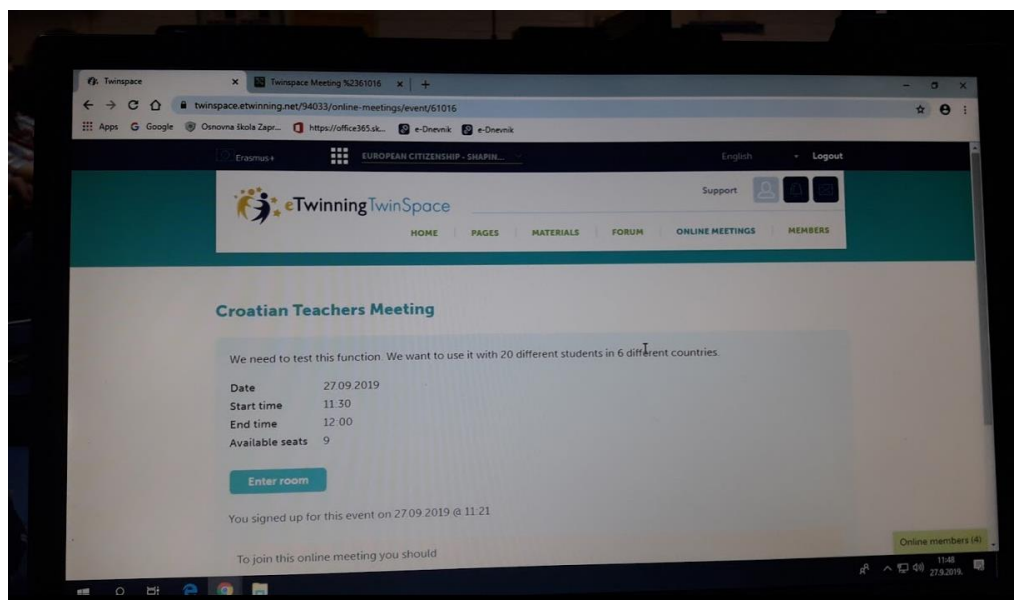 Twinspace
Twinspace Meeting %2361016
twinspace.etwinning.net/94033/online-meetings/event/61016
Apps Google Osnovna škola Zapr... https://office365.sk... e-Dnevnik e-Dnevnik
Erasmus+ EUROPEAN CITIZENSHIP - SHAPIN... English Logout
eTwinning TwinSpace Support
HOME PAGES MATERIALS FORUM ONLINE MEETINGS MEMBERS
Croatian Teachers Meeting
We need to test this function. We want to use it with 20 different students in 6 different countries.
Date 27.09.2019
Start time 11:30
End time 12:00
Available seats 9
Enter room
You signed up for this event on 27.09.2019 @ 11:21
To join this online meeting you should
Online members (4)
11:48
27.9.2019.